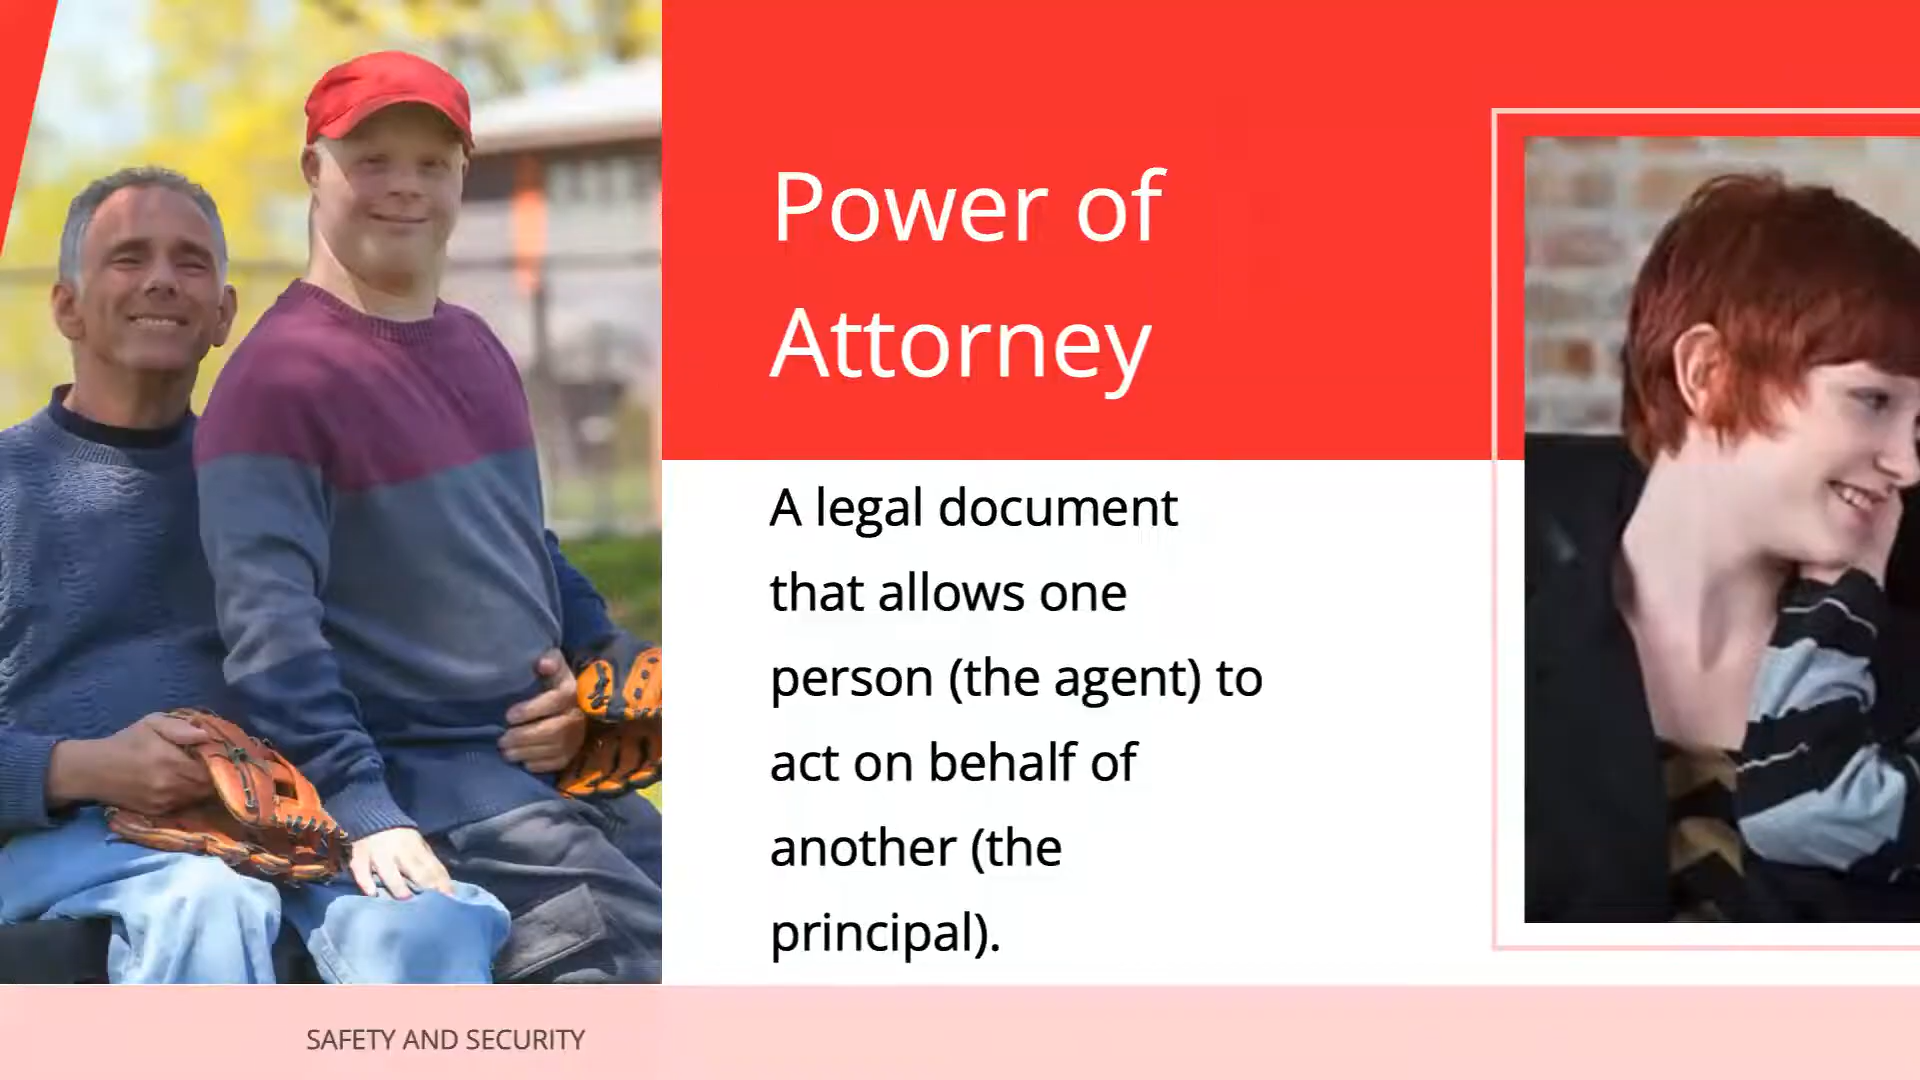 Power of
Attorney
A legal document
that allows one
person (the agent) to
act on behalf of
another (the
principal).
SAFETY AND SECURITY